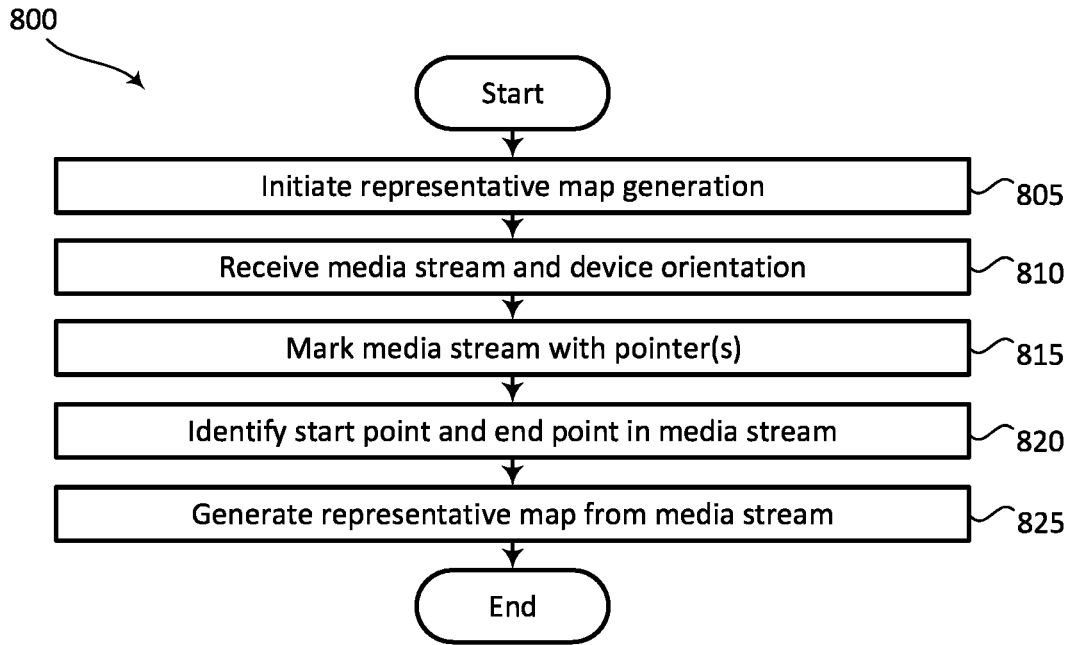 800
Start
Initiate representative map generation
805
Receive media stream and device orientation
810
Mark media stream with pointer(s)
815
Identify start point and end point in media stream
820
Generate representative map from media stream
825
End